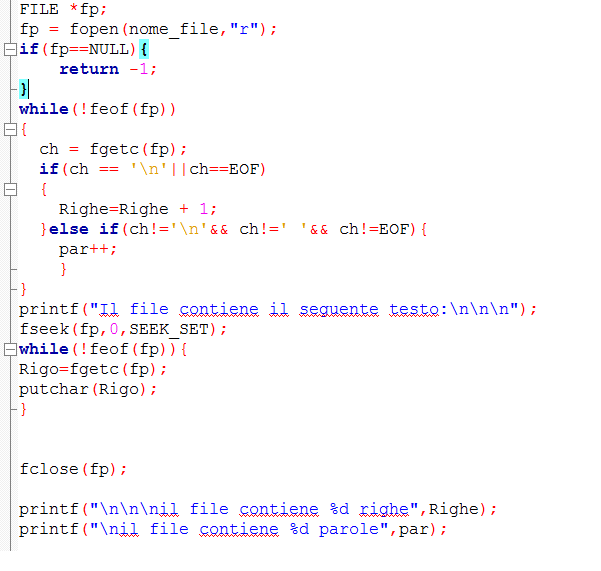 FILE *fp;
fp = fopen(nome_file,"r");
if(fp==NULL){
return -1;
}
while(!feof(fp))
{
ch = fgetc(fp);
if(ch == '\n'||ch==EOF)
{
Righe=Righe + 1;
}else if(ch!='\n'&& ch!=' '&& ch!=EOF){
par++;
}
}
printf("Il file contiene il seguente testo:\n\n\n");
fseek(fp,0,SEEK_SET);
while(!feof(fp)){
Rigo=fgetc(fp);
putchar(Rigo);
}
fclose(fp);
printf("\n\n\nil file contiene %d righe",Righe);
printf("\nil file contiene %d parole",par);